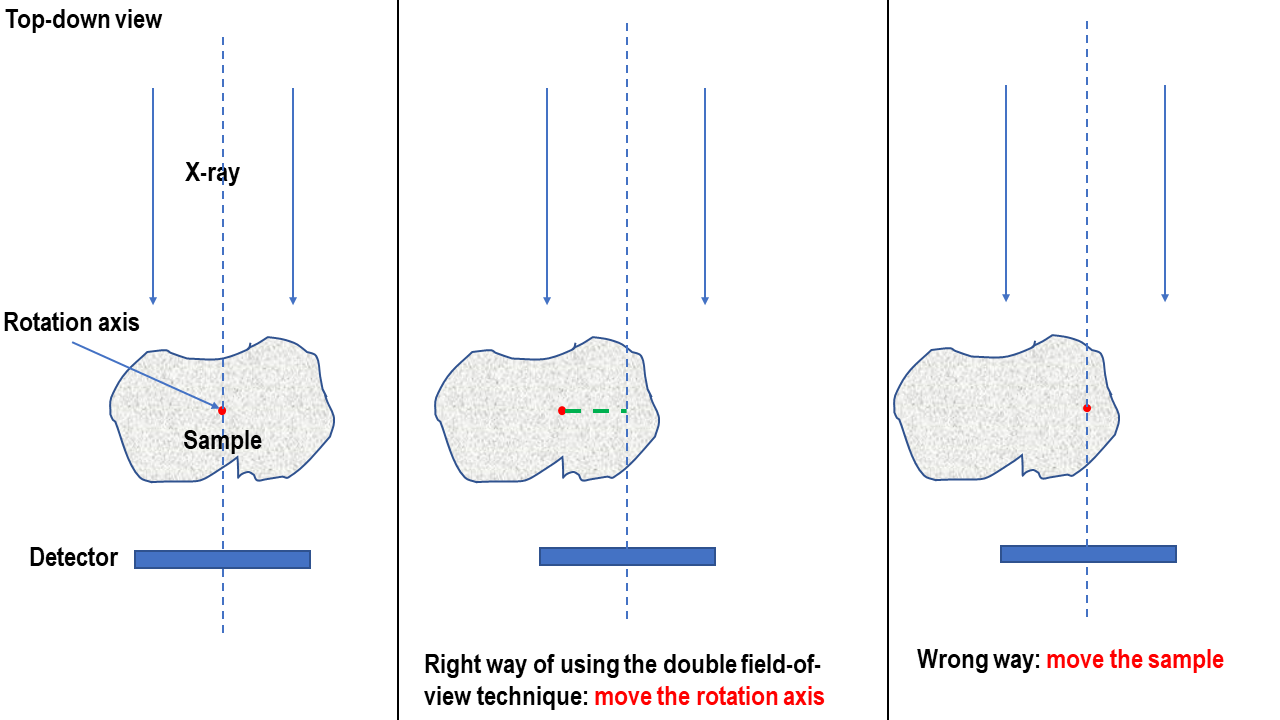 Top-down view
X-ray
Rotation axis
Sample
Detector
Right way of using the double field-of-
view technique: move the rotation axis
Wrong way: move the sample